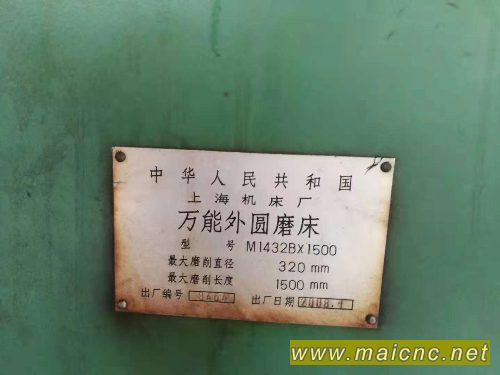 中华人民共和国
上海机床厂
万能外圆磨床
型 号 M1432BX1500
最大磨削直径 320 mm
最大磨削长度 1500 mm
出厂编号 出厂日期
www.maicnc.net